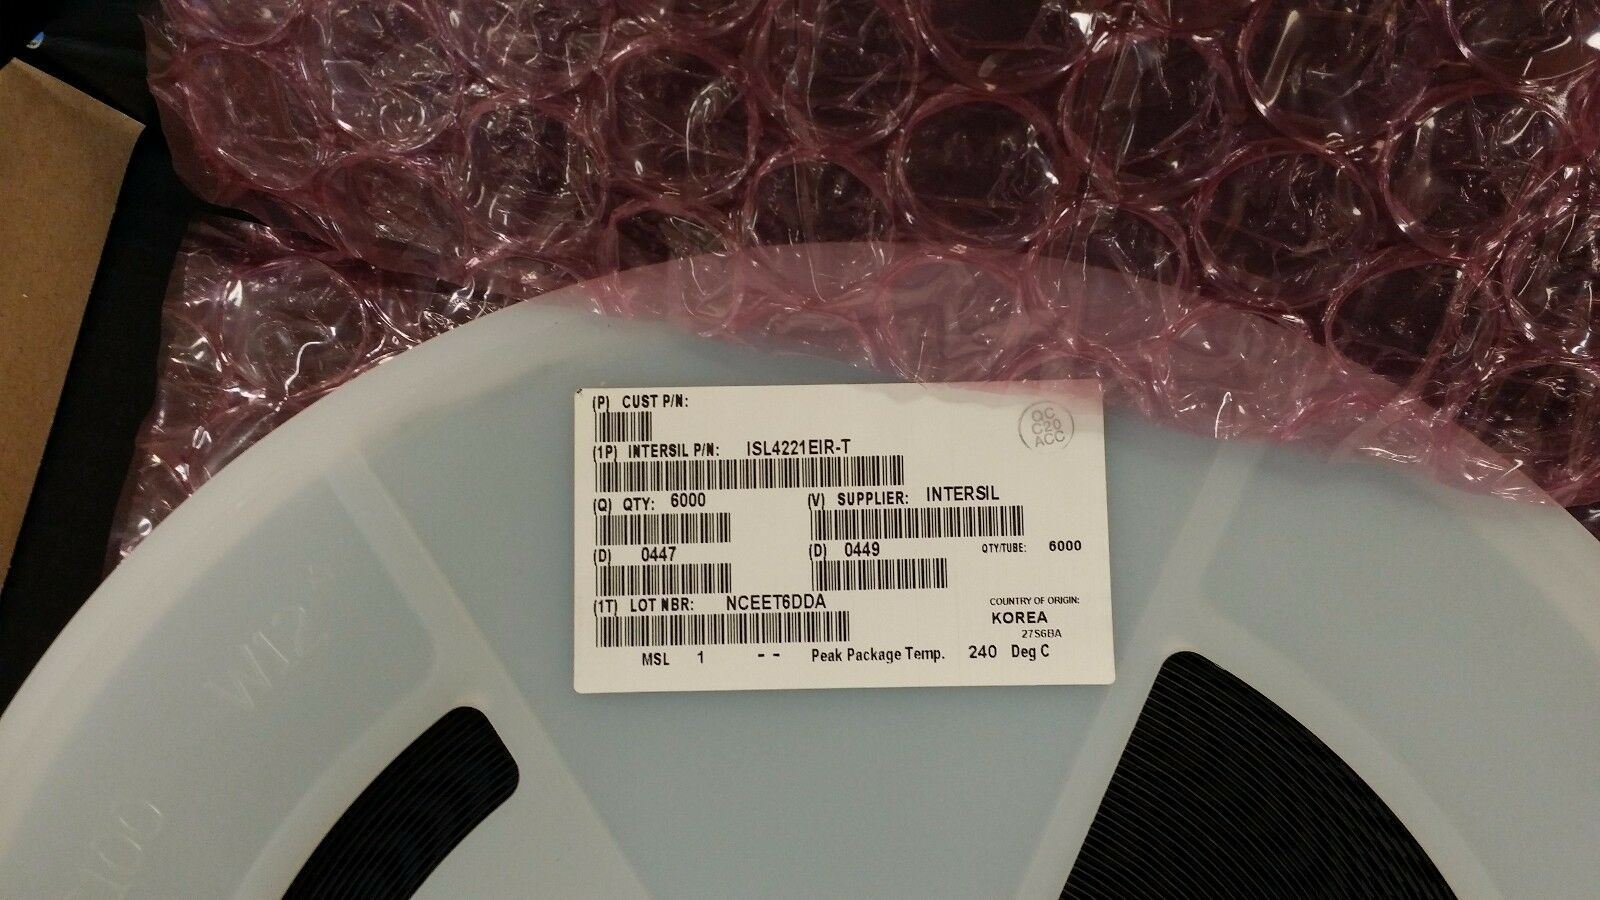 (P) CUST P/N:
QC
C20
ACC
(1P) INTERSIL P/N: ISL4221EIR-T
(Q) QTY: 6000 (V) SUPPLIER: INTERSIL
(D) 0447 (D) 0449 QTY/TUBE: 6000
(1T) LOT NBR: NCEET6DDA COUNTRY OF ORIGIN:
KOREA
27S6BA
MSL 1 -- Peak Package Temp. 240 Deg C